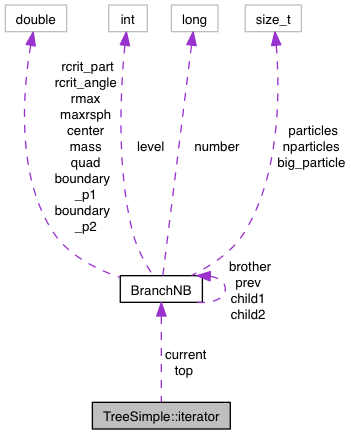 double
int
long
size_t
rcrit_part
rcrit_angle
rmax
maxrsph
center
mass
quad
boundary
_p1
boundary
_p2
level
number
particles
nparticles
big_particle
BranchNB
brother
prev
child1
child2
current
top
TreeSimple::iterator